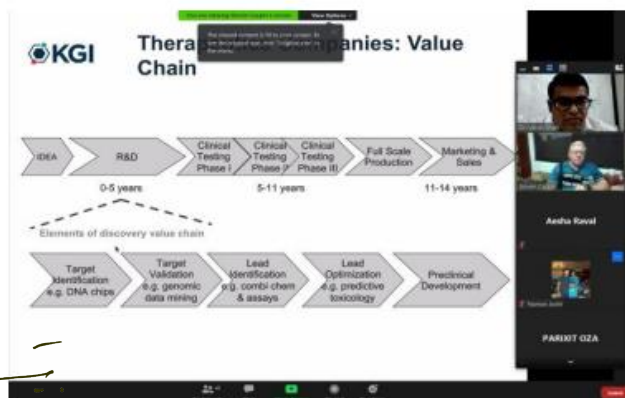 View Options
KGI
Companies: Value
Chain
IDEA
R&D
Clinical
Testing
Phase I
Clinical
Testing
Phase II
Clinical
Testing
Phase III
Full Scale
Production
Marketing &
Sales
0-5 years
5-11 years
11-14 years
Elements of discovery value chain
Target
Identification
e.g. DNA chips
Target
Validation
e.g. genomic
data mining
Lead
Identification
e.g. combi chem
& assays
Lead
Optimization
e.g. predictive
toxicology
Preclinical
Development
Aesha Raval
PARIXIT OZA